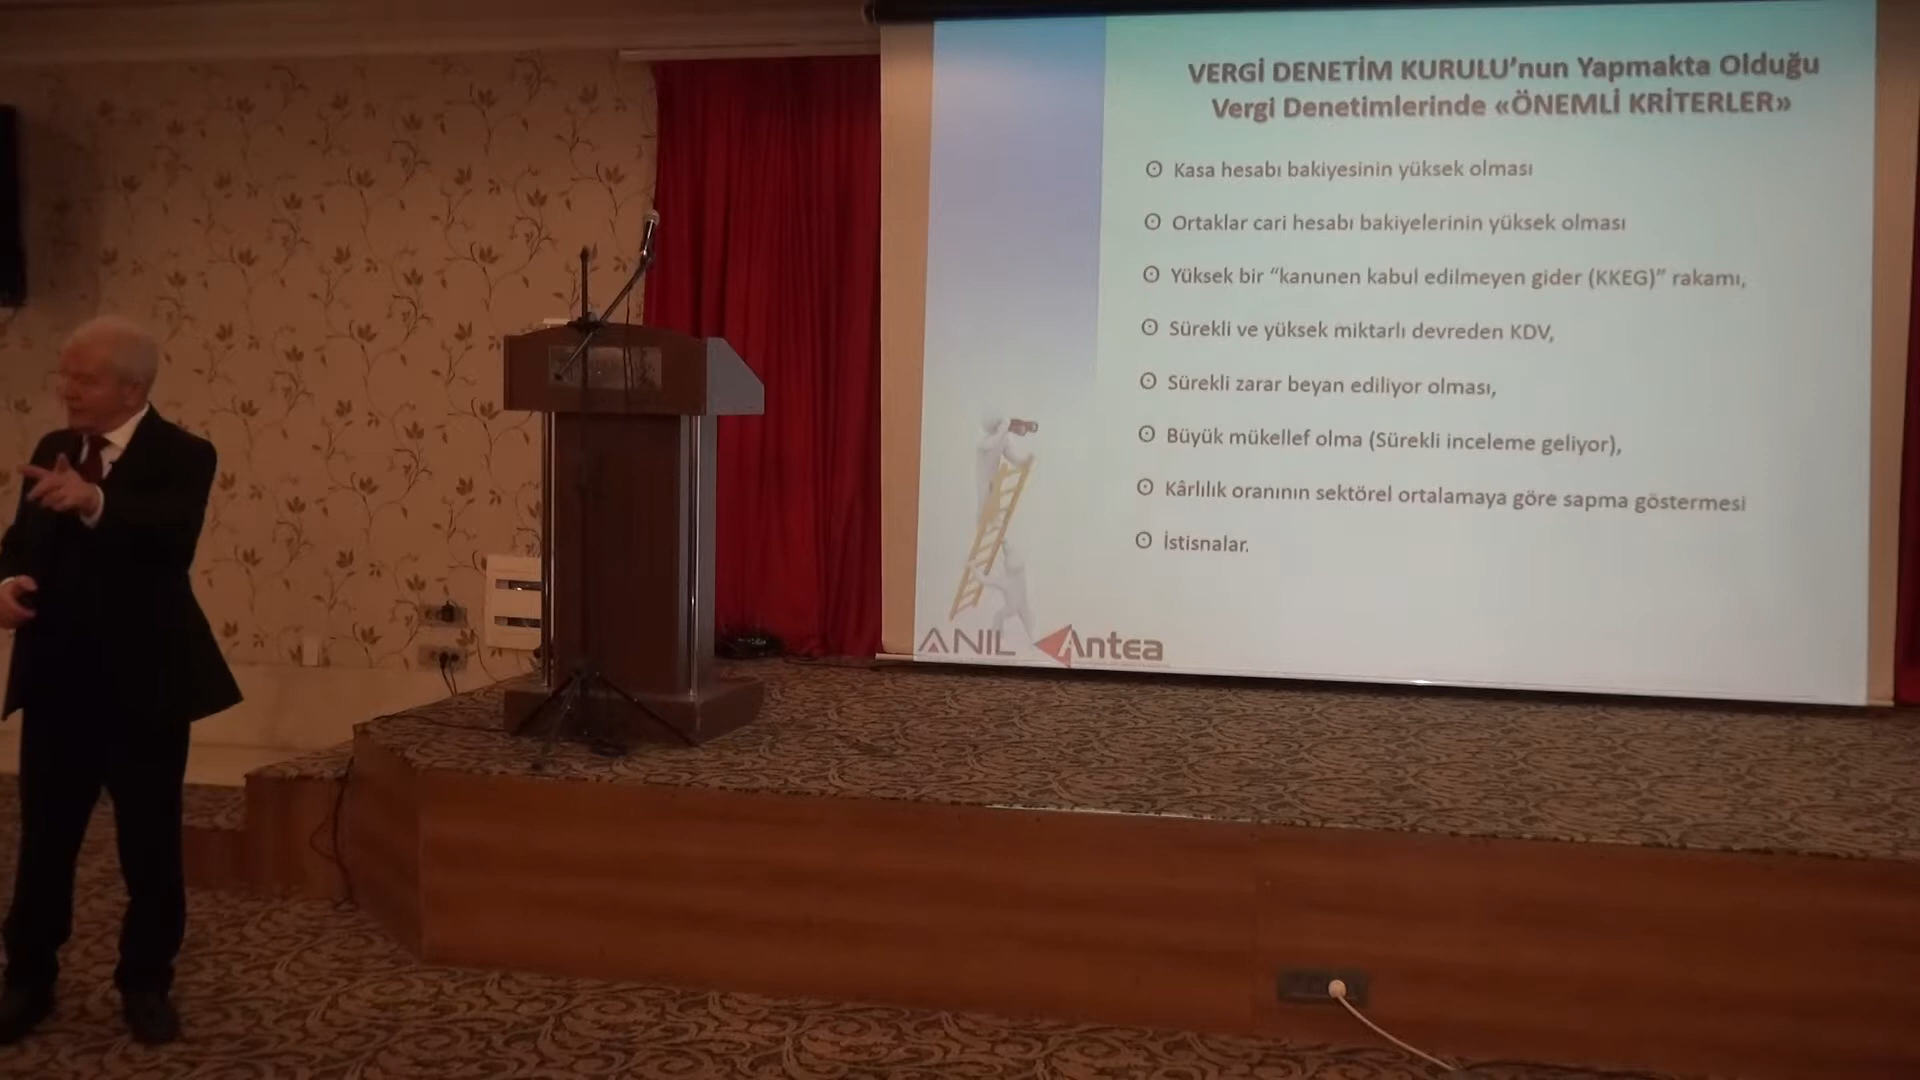 VERGİ DENETİM KURULU’nun Yapmakta Olduğu
Vergi Denetimlerinde «ÖNEMLİ KRİTERLER»
Kasa hesabı bakiyesinin yüksek olması
Ortaklar cari hesabı bakiyelerinin yüksek olması
Yüksek bir “kanunen kabul edilmeyen gider (KKEG)” rakamı,
Sürekli ve yüksek miktarlı devreden KDV,
Sürekli zarar beyan ediliyor olması,
Büyük mükellef olma (Sürekli inceleme geliyor),
Kârlılık oranının sektörel ortalamaya göre sapma göstermesi
İstisnalar.
ANIL Antea